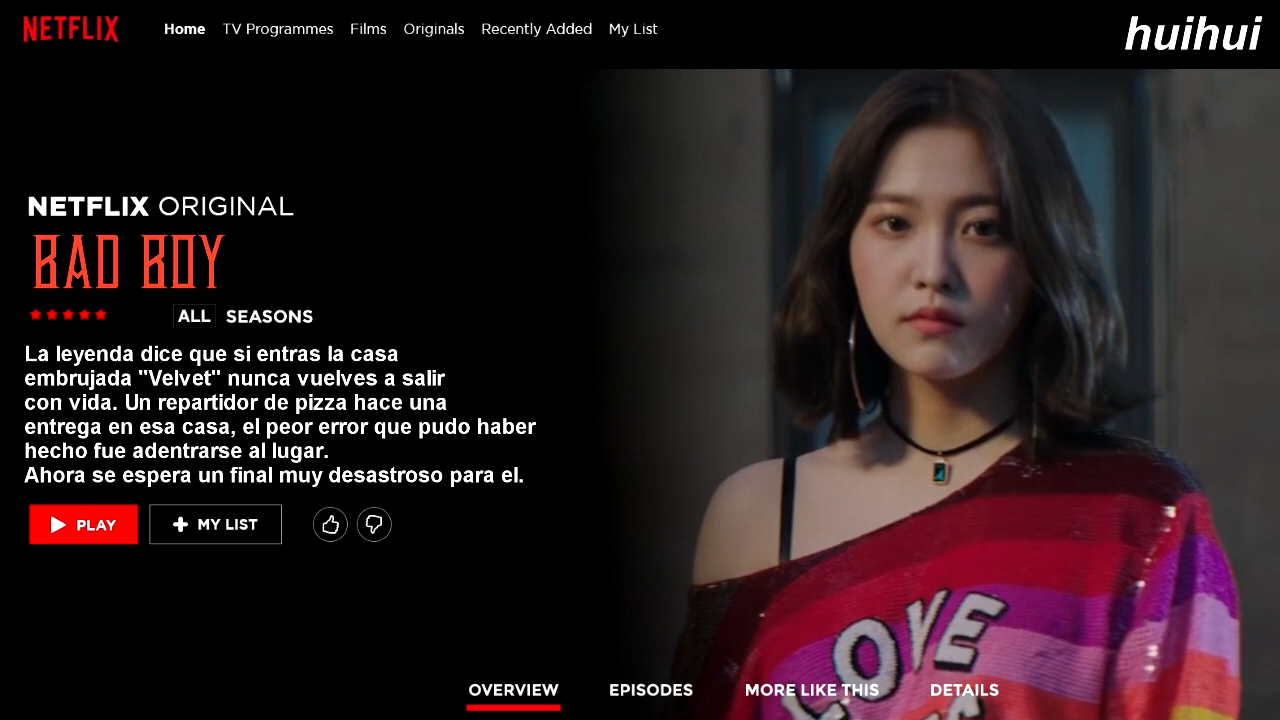 NETFLIX
Home TV Programmes Films Originals Recently Added My List
huihui
NETFLIX ORIGINAL
BAD BOY
ALL SEASONS
La leyenda dice que si entras la casa
embrujada "Velvet" nunca vuelves a salir
con vida. Un repartidor de pizza hace una
entrega en esa casa, el peor error que pudo haber
hecho fue adentrarse al lugar.
Ahora se espera un final muy desastroso para el.
PLAY
MY LIST
LOVE
OVERVIEW EPISODES MORE LIKE THIS DETAILS